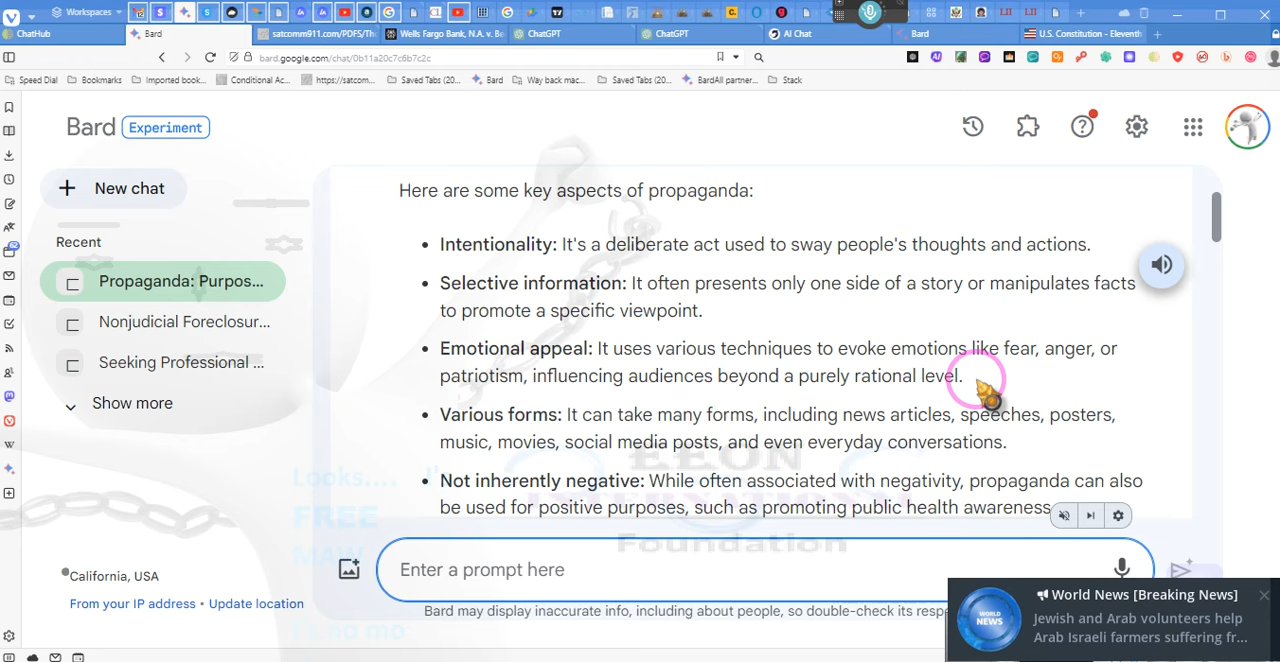 Workspaces
ChatHub
Bard
satcomm911.com/PDFS/Th
Wells Fargo Bank, N.A. v. B
ChatGPT
ChatGPT
AI Chat
Bard
U.S. Constitution - Eleventh
bard.google.com/chat/0b11a20c7c6b7c2c
Speed Dial
Bookmarks
Imported book...
Conditional Ac...
https://satcom...
Saved Tabs (20...
Bard
Way back mac...
Saved Tabs (20...
BardAll partner...
Stack
Bard Experiment
New chat
Recent
Propaganda: Purpos...
Nonjudicial Foreclosur...
Seeking Professional ...
Show more
California, USA
From your IP address • Update location
Here are some key aspects of propaganda:
• Intentionality: It's a deliberate act used to sway people's thoughts and actions.
• Selective information: It often presents only one side of a story or manipulates facts
to promote a specific viewpoint.
• Emotional appeal: It uses various techniques to evoke emotions like fear, anger, or
patriotism, influencing audiences beyond a purely rational level.
• Various forms: It can take many forms, including news articles, speeches, posters,
music, movies, social media posts, and even everyday conversations.
• Not inherently negative: While often associated with negativity, propaganda can also
be used for positive purposes, such as promoting public health awareness
Looks.... I's
FREE
MAW
I's no mo
EEON
INTERNATIONAL
Foundation
Enter a prompt here
Bard may display inaccurate info, including about people, so double-check its resp
WORLD
NEWS
World News [Breaking News]
Jewish and Arab volunteers help
Arab Israeli farmers suffering fr...